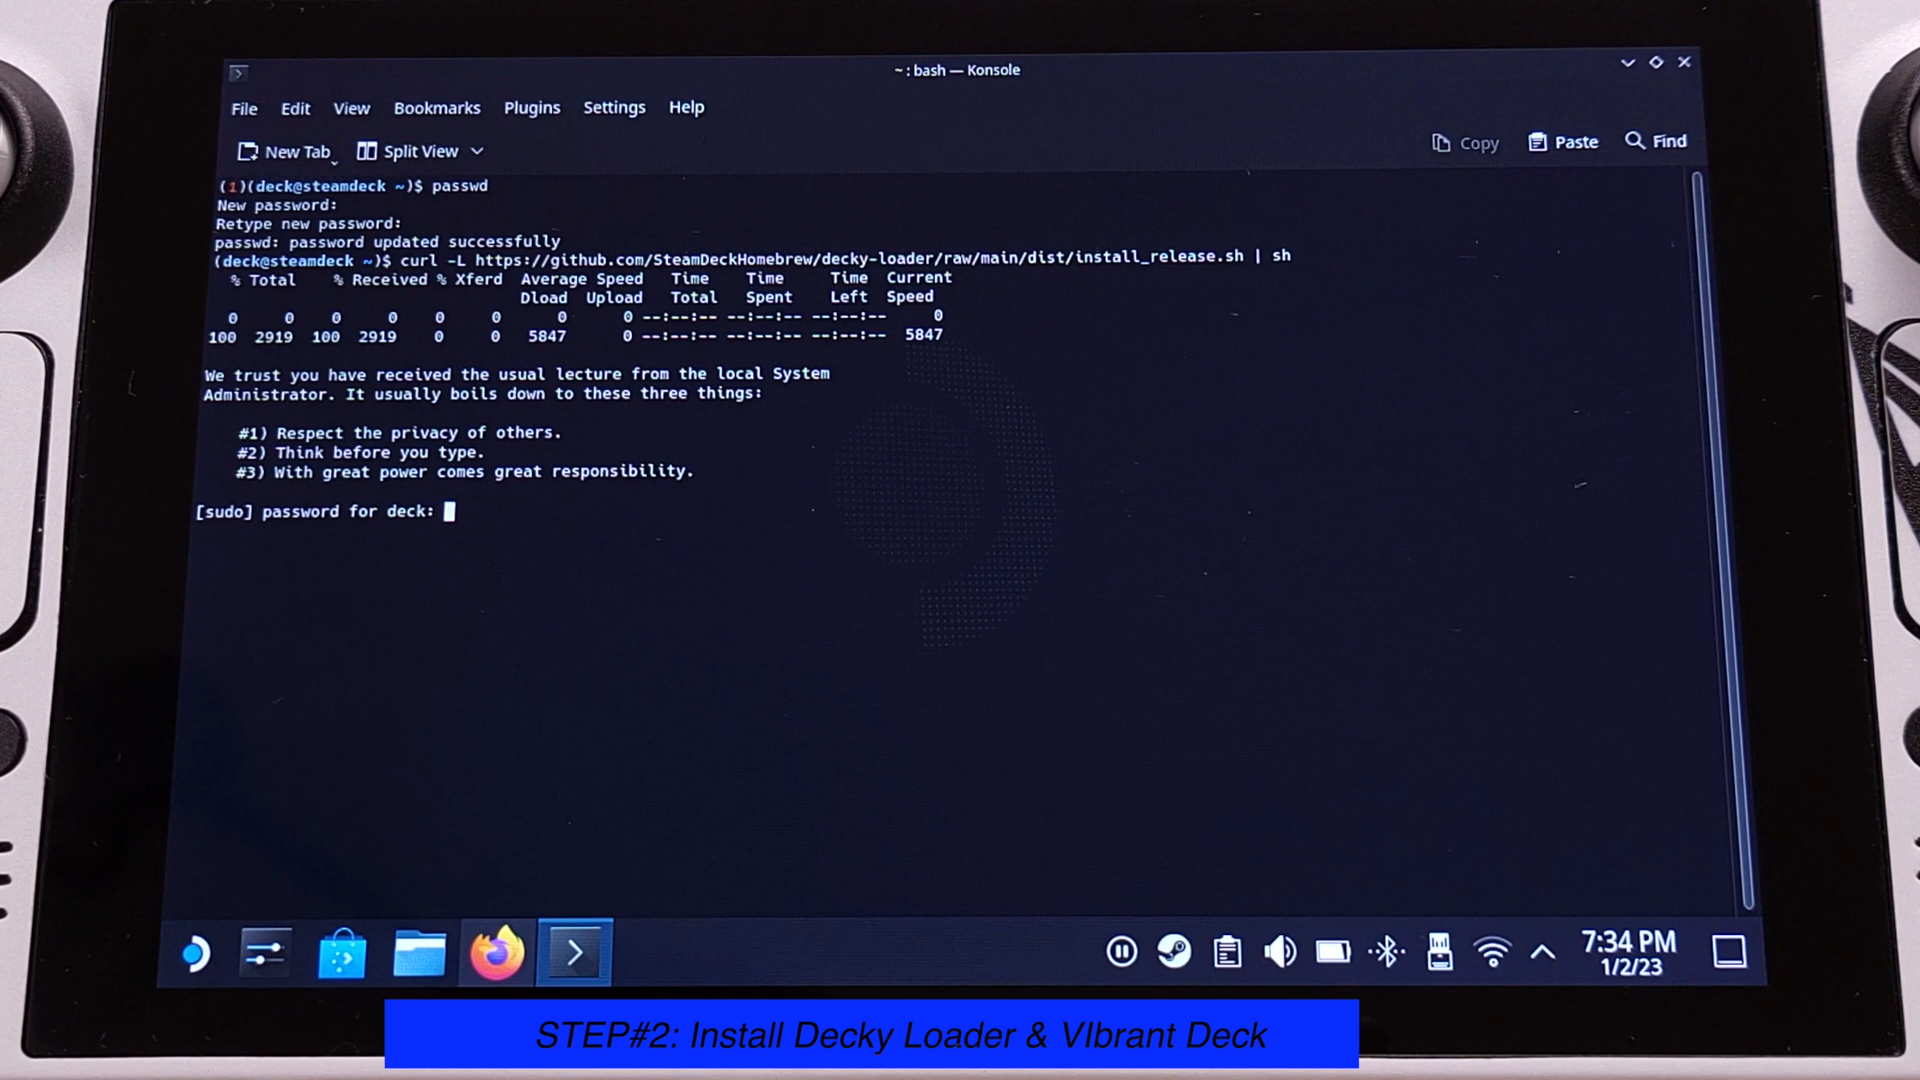 ~ : bash — Konsole
File Edit View Bookmarks Plugins Settings Help
New Tab Split View Copy Paste Find
(1)(deck@steamdeck ~)$ passwd
New password:
Retype new password:
passwd: password updated successfully
(deck@steamdeck ~)$ curl -L https://github.com/SteamDeckHomebrew/decky-loader/raw/main/dist/install_release.sh | sh
% Total % Received % Xferd Average Speed Time Time Time Current
Dload Upload Total Spent Left Speed
0 0 0 0 0 0 0 0 --:--:-- --:--:-- --:--:-- 0
100 2919 100 2919 0 0 5847 0 --:--:-- --:--:-- --:--:-- 5847
We trust you have received the usual lecture from the local System
Administrator. It usually boils down to these three things:
#1) Respect the privacy of others.
#2) Think before you type.
#3) With great power comes great responsibility.
[sudo] password for deck:
7:34 PM
1/2/23
STEP#2: Install Decky Loader & VIbrant Deck